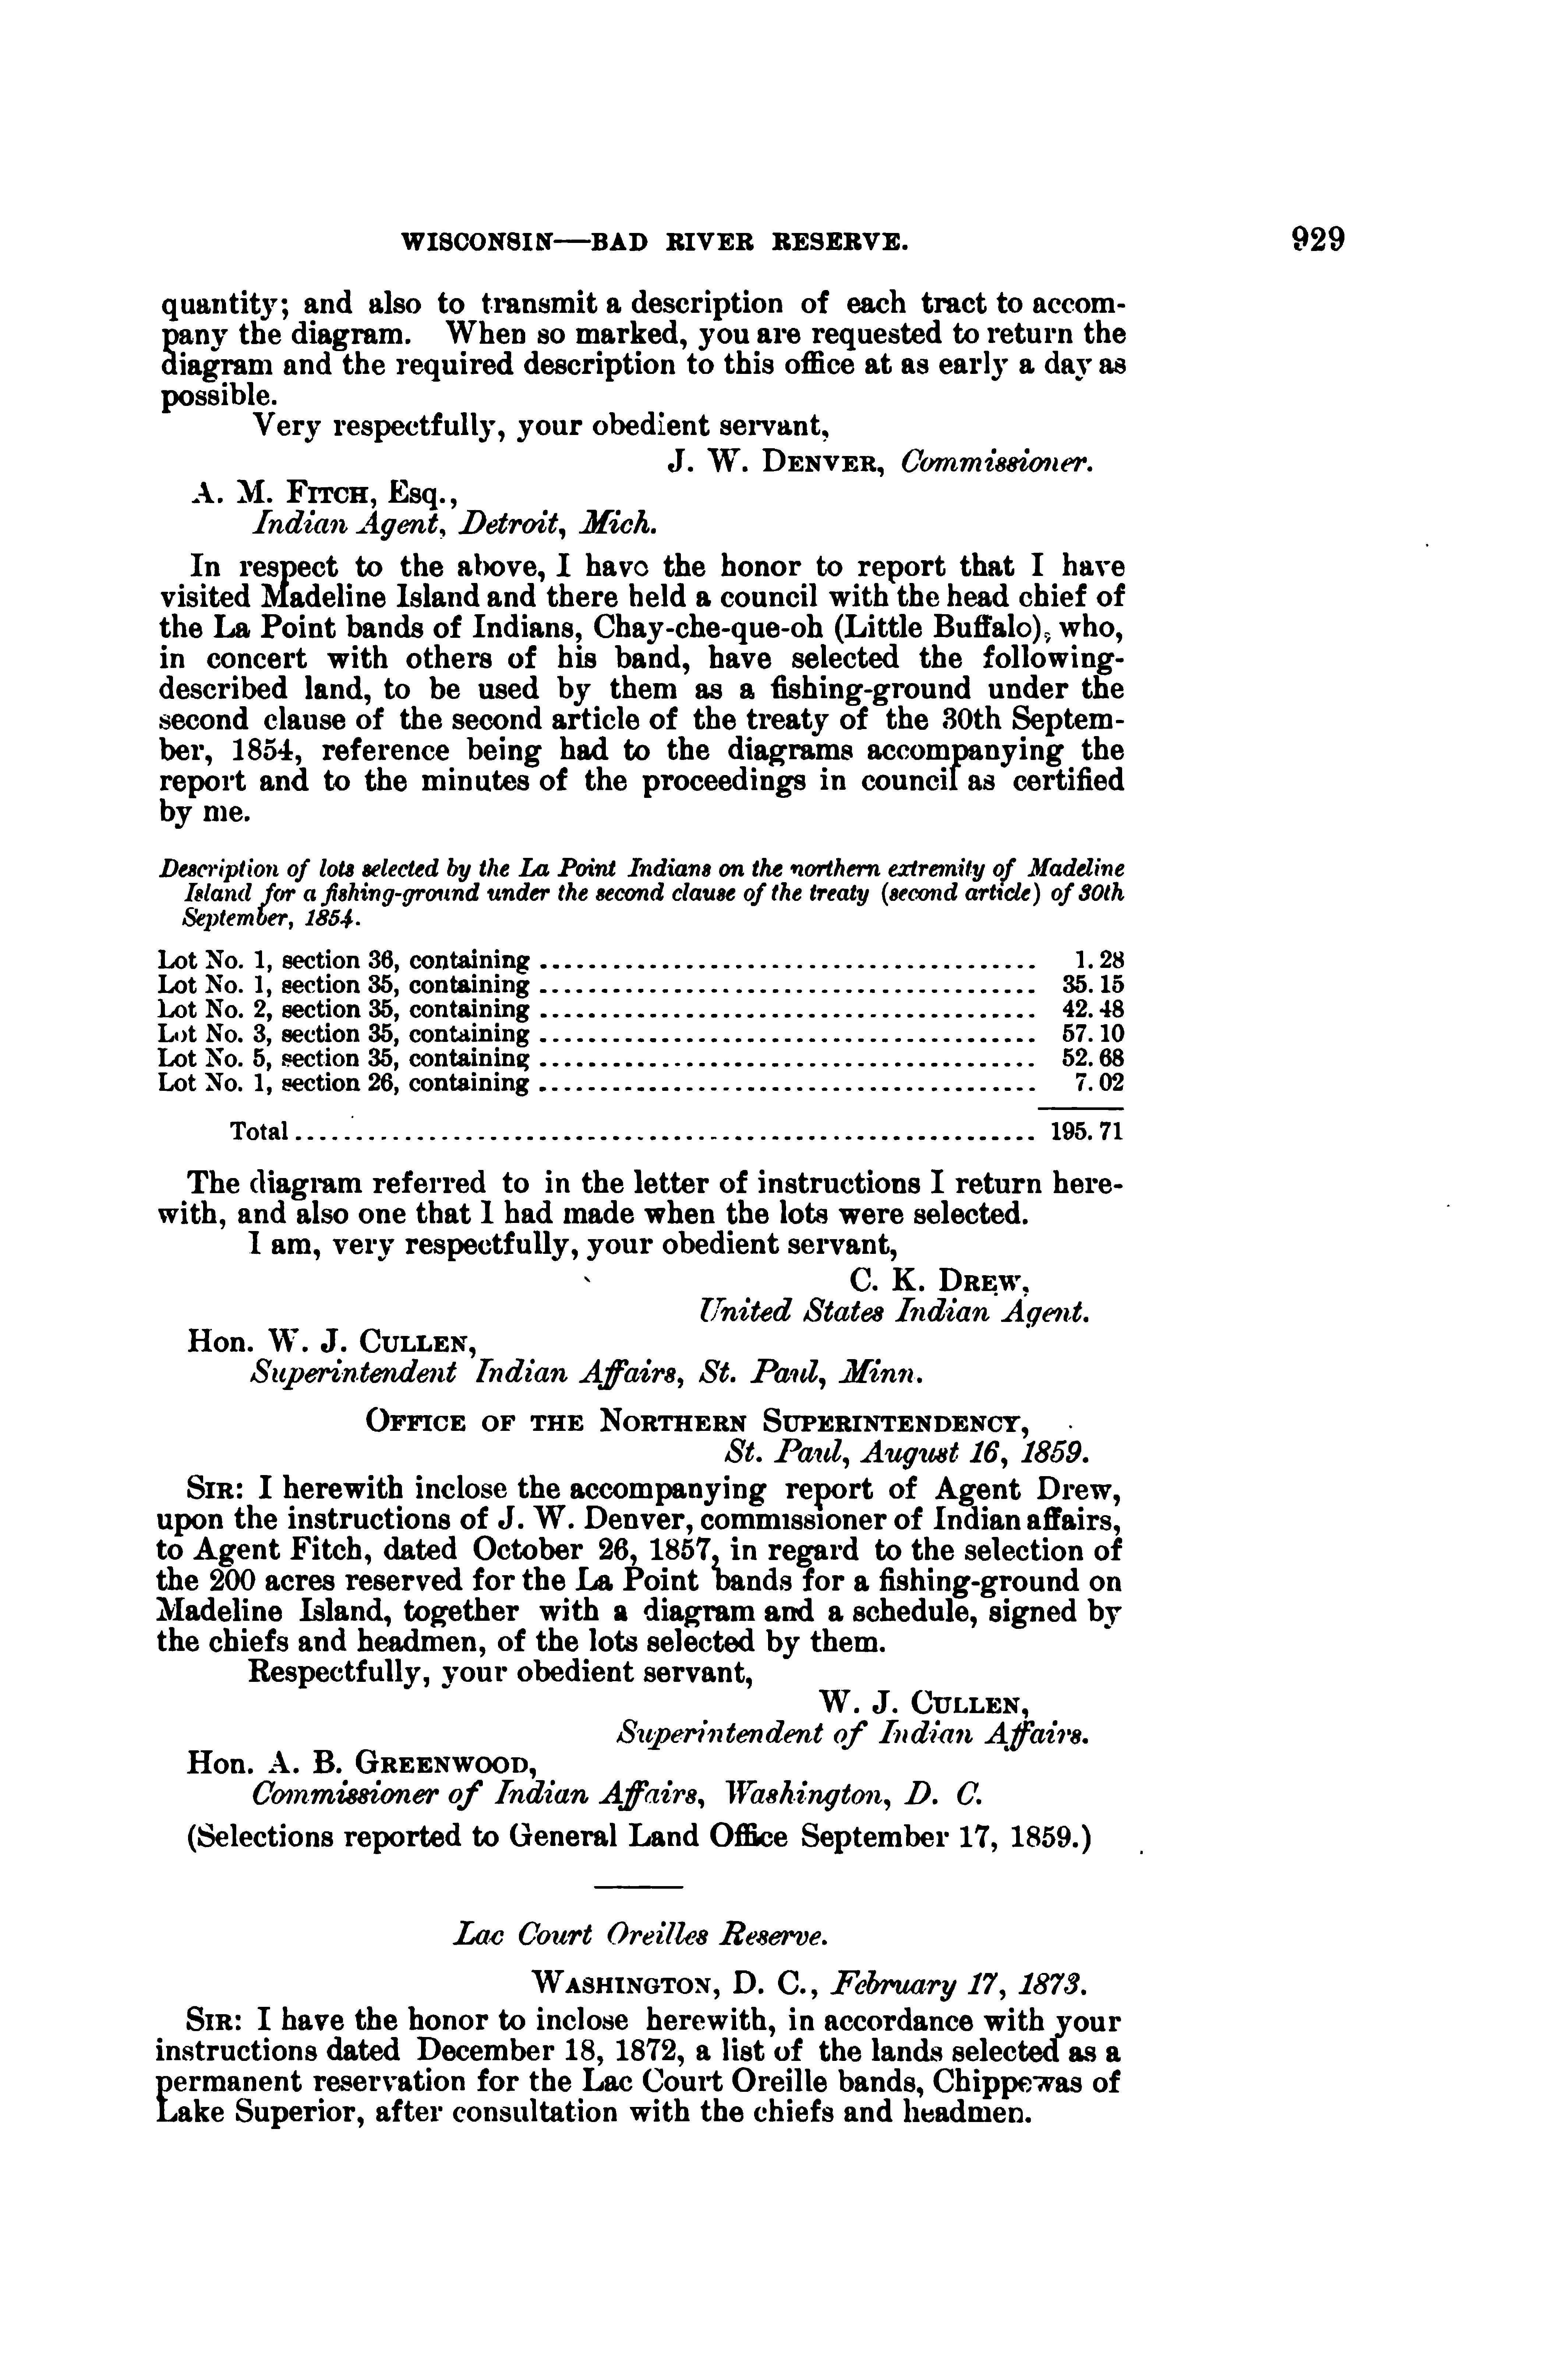 WISCONSIN—BAD RIVER RESERVE. 929
quantity; and also to transmit a description of each tract to accom-
pany the diagram. When so marked, you are requested to return the
diagram and the required description to this office at as early a day as
possible.
Very respectfully, your obedient servant,
J. W. DENVER, Commissioner.
A. M. FITCH, Esq.,
Indian Agent, Detroit, Mich.
In respect to the above, I have the honor to report that I have
visited Madeline Island and there held a council with the head chief of
the La Point bands of Indians, Chay-che-que-oh (Little Buffalo), who,
in concert with others of his band, have selected the following-
described land, to be used by them as a fishing-ground under the
second clause of the second article of the treaty of the 30th Septem-
ber, 1854, reference being had to the diagrams accompanying the
report and to the minutes of the proceedings in council as certified
by me.
Description of lots selected by the La Point Indians on the northern extremity of Madeline
Island for a fishing-ground under the second clause of the treaty (second article) of 30th
September, 1854.
Lot No. 1, section 36, containing ........................................ 1.28
Lot No. 1, section 35, containing ........................................ 35.15
Lot No. 2, section 35, containing ........................................ 42.48
Lot No. 3, section 35, containing ........................................ 57.10
Lot No. 5, section 35, containing ........................................ 52.68
Lot No. 1, section 26, containing ........................................ 7.02
Total ............................................................ 195.71
The diagram referred to in the letter of instructions I return here-
with, and also one that I had made when the lots were selected.
I am, very respectfully, your obedient servant,
C. K. DREW,
United States Indian Agent.
Hon. W. J. CULLEN,
Superintendent Indian Affairs, St. Paul, Minn.
OFFICE OF THE NORTHERN SUPERINTENDENCY,
St. Paul, August 16, 1859.
SIR: I herewith inclose the accompanying report of Agent Drew,
upon the instructions of J. W. Denver, commissioner of Indian affairs,
to Agent Fitch, dated October 26, 1857, in regard to the selection of
the 200 acres reserved for the La Point bands for a fishing-ground on
Madeline Island, together with a diagram and a schedule, signed by
the chiefs and headmen, of the lots selected by them.
Respectfully, your obedient servant,
W. J. CULLEN,
Superintendent of Indian Affairs.
Hon. A. B. GREENWOOD,
Commissioner of Indian Affairs, Washington, D. C.
(Selections reported to General Land Office September 17, 1859.)
Lac Court Oreilles Reserve.
WASHINGTON, D. C., February 17, 1873.
SIR: I have the honor to inclose herewith, in accordance with your
instructions dated December 18, 1872, a list of the lands selected as a
permanent reservation for the Lac Court Oreille bands, Chippewas of
Lake Superior, after consultation with the chiefs and headmen.